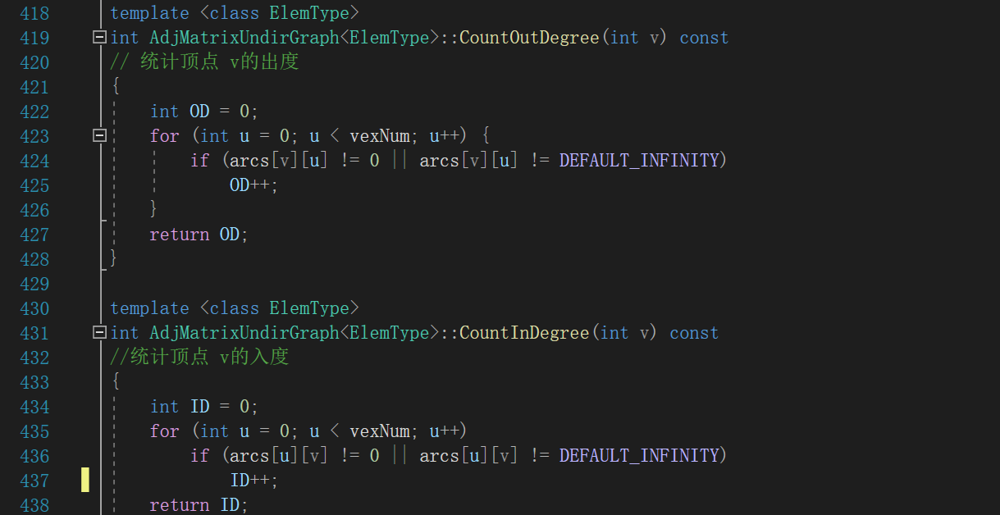 418 template <class ElemType>
419 int AdjMatrixUndirGraph<ElemType>::CountOutDegree(int v) const
420 // 统计顶点 v的出度
421 {
422 int OD = 0;
423 for (int u = 0; u < vexNum; u++) {
424 if (arcs[v][u] != 0 || arcs[v][u] != DEFAULT_INFINITY)
425 OD++;
426 }
427 return OD;
428 }
429
430 template <class ElemType>
431 int AdjMatrixUndirGraph<ElemType>::CountInDegree(int v) const
432 //统计顶点 v的入度
433 {
434 int ID = 0;
435 for (int u = 0; u < vexNum; u++)
436 if (arcs[u][v] != 0 || arcs[u][v] != DEFAULT_INFINITY)
437 ID++;
438 return ID;